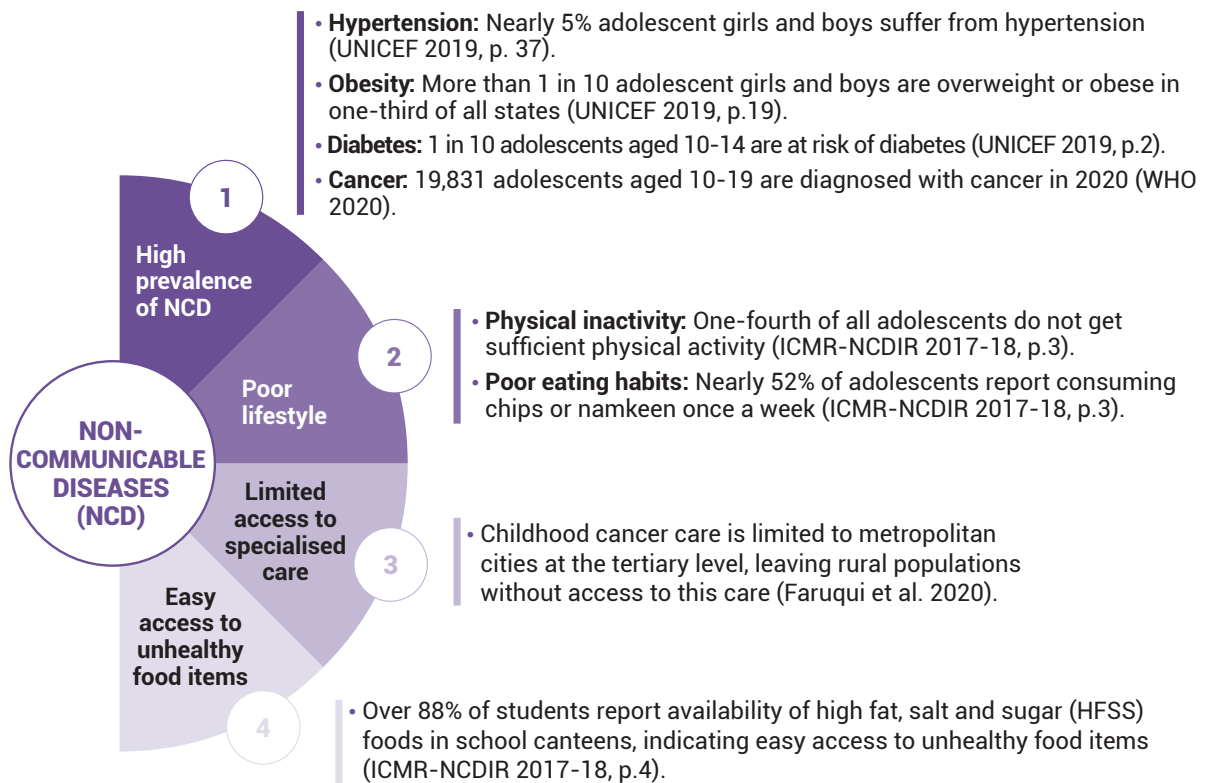 • Hypertension: Nearly 5% adolescent girls and boys suffer from hypertension
(UNICEF 2019, p. 37).
• Obesity: More than 1 in 10 adolescent girls and boys are overweight or obese in
one-third of all states (UNICEF 2019, p.19).
• Diabetes: 1 in 10 adolescents aged 10-14 are at risk of diabetes (UNICEF 2019, p.2).
• Cancer: 19,831 adolescents aged 10-19 are diagnosed with cancer in 2020 (WHO
2020).
1
High
prevalence
of NCD
• Physical inactivity: One-fourth of all adolescents do not get
sufficient physical activity (ICMR-NCDIR 2017-18, p.3).
• Poor eating habits: Nearly 52% of adolescents report consuming
chips or namkeen once a week (ICMR-NCDIR 2017-18, p.3).
2
Poor
lifestyle
NON-
COMMUNICABLE
DISEASES
(NCD)
Limited
access to
specialised
care
3
• Childhood cancer care is limited to metropolitan
cities at the tertiary level, leaving rural populations
without access to this care (Faruqui et al. 2020).
Easy
access to
unhealthy
food items
4
• Over 88% of students report availability of high fat, salt and sugar (HFSS)
foods in school canteens, indicating easy access to unhealthy food items
(ICMR-NCDIR 2017-18, p.4).